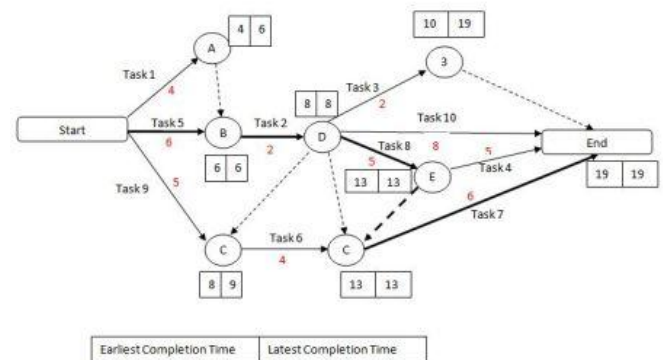 4 6
10 19
A
3
Task 1
4
8 8
Task 3
2
Start
Task 5
6
B
Task 2
2
D
Task 10
8
End
Task 8
5
5
Task 4
6 6
13 13
E
19 19
Task 9
5
6
Task 7
C
Task 6
4
C
8 9
13 13
Earliest Completion Time Latest Completion Time